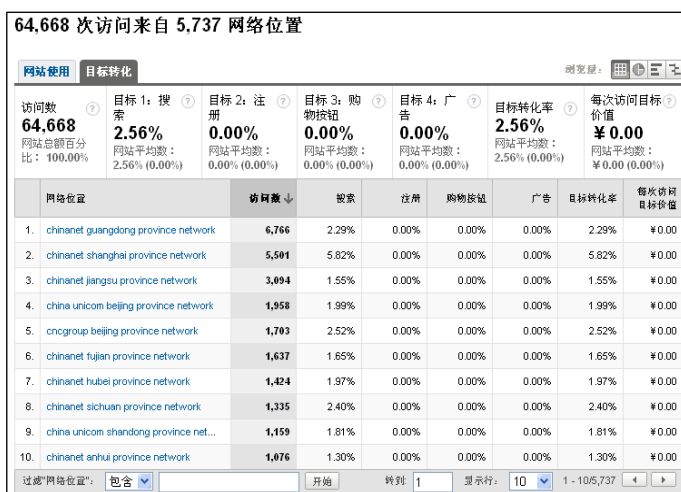 64,668 次访问来自 5,737 网络位置
网站使用 目标转化 浏览量:
访问数 ?
64,668
网站总额百分
比: 100.00%
目标 1: 搜 ?
索
2.56%
网站平均数:
2.56% (0.00%)
目标 2: 注 ?
册
0.00%
网站平均数:
0.00% (0.00%)
目标 3: 购 ?
物按钮
0.00%
网站平均数:
0.00% (0.00%)
目标 4: 广 ?
告
0.00%
网站平均数:
0.00% (0.00%)
目标转化率 ?
2.56%
网站平均数:
2.56% (0.00%)
每次访问目标 ?
价值
¥0.00
网站平均数:
¥0.00 (0.00%)
网络位置 访问数↓ 搜索 注册 购物按钮 广告 目标转化率 每次访问目标价值
1. chinanet guangdong province network 6,766 2.29% 0.00% 0.00% 0.00% 2.29% ¥0.00
2. chinanet shanghai province network 5,501 5.82% 0.00% 0.00% 0.00% 5.82% ¥0.00
3. chinanet jiangsu province network 3,094 1.55% 0.00% 0.00% 0.00% 1.55% ¥0.00
4. china unicom beijing province network 1,958 1.99% 0.00% 0.00% 0.00% 1.99% ¥0.00
5. cncgroup beijing province network 1,703 2.52% 0.00% 0.00% 0.00% 2.52% ¥0.00
6. chinanet fujian province network 1,637 1.65% 0.00% 0.00% 0.00% 1.65% ¥0.00
7. chinanet hubei province network 1,424 1.97% 0.00% 0.00% 0.00% 1.97% ¥0.00
8. chinanet sichuan province network 1,335 2.40% 0.00% 0.00% 0.00% 2.40% ¥0.00
9. china unicom shandong province net... 1,159 1.81% 0.00% 0.00% 0.00% 1.81% ¥0.00
10. chinanet anhui province network 1,076 1.30% 0.00% 0.00% 0.00% 1.30% ¥0.00
过滤"网络位置": 包含 开始 转到: 1 显示行: 10 1 - 10/5,737